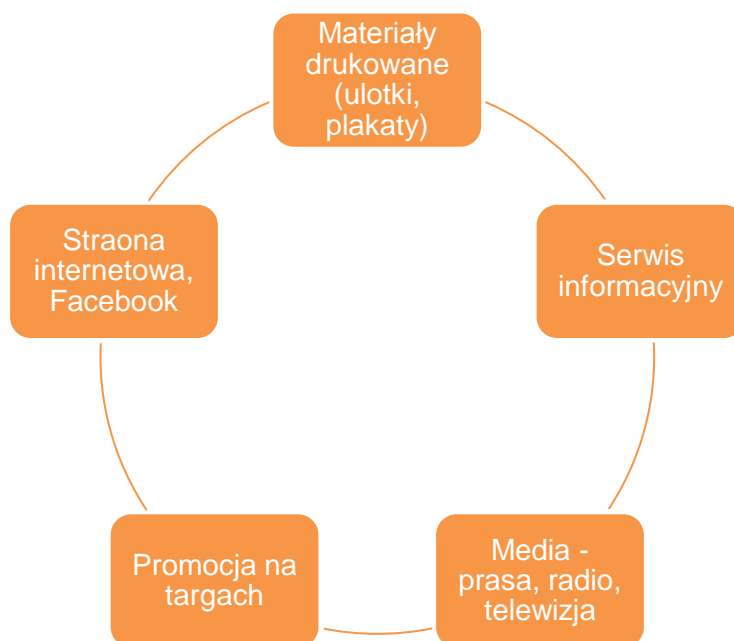 Materiały
drukowane
(ulotki,
plakaty)
Serwis
informacyjny
Media -
prasa, radio,
telewizja
Promocja na
targach
Straona
internetowa,
Facebook